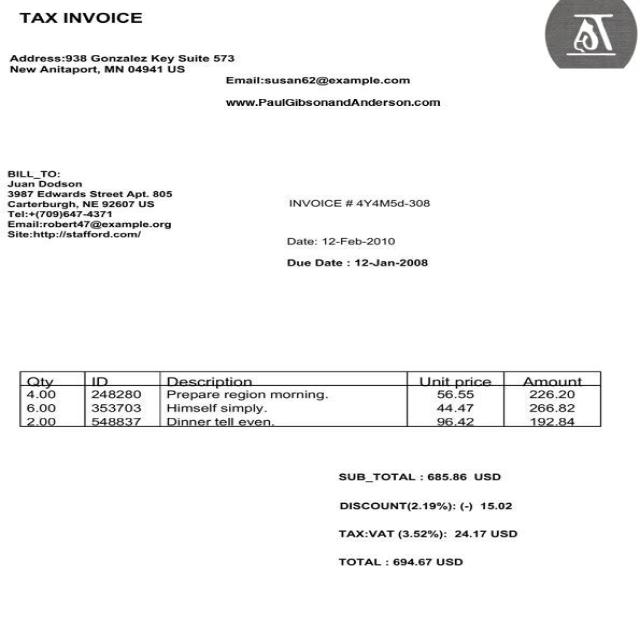 TAX INVOICE
Address:938 Gonzalez Key Suite 573
New Anitaport, MN 04941 US
Email:susan62@example.com
www.PaulGibsonandAnderson.com
BILL_TO:
Juan Dodson
3987 Edwards Street Apt. 805
Carterburgh, NE 92607 US
Tel:+(709)647-4371
Email:robert47@example.org
Site:http://stafford.com/
INVOICE # 4Y4M5d-308
Date: 12-Feb-2010
Due Date : 12-Jan-2008
Qty ID Description Unit price Amount
4.00 248280 Prepare region morning. 56.55 226.20
6.00 353703 Himself simply. 44.47 266.82
2.00 548837 Dinner tell even. 96.42 192.84
SUB_TOTAL : 685.86 USD
DISCOUNT(2.19%): (-) 15.02
TAX:VAT (3.52%): 24.17 USD
TOTAL : 694.67 USD